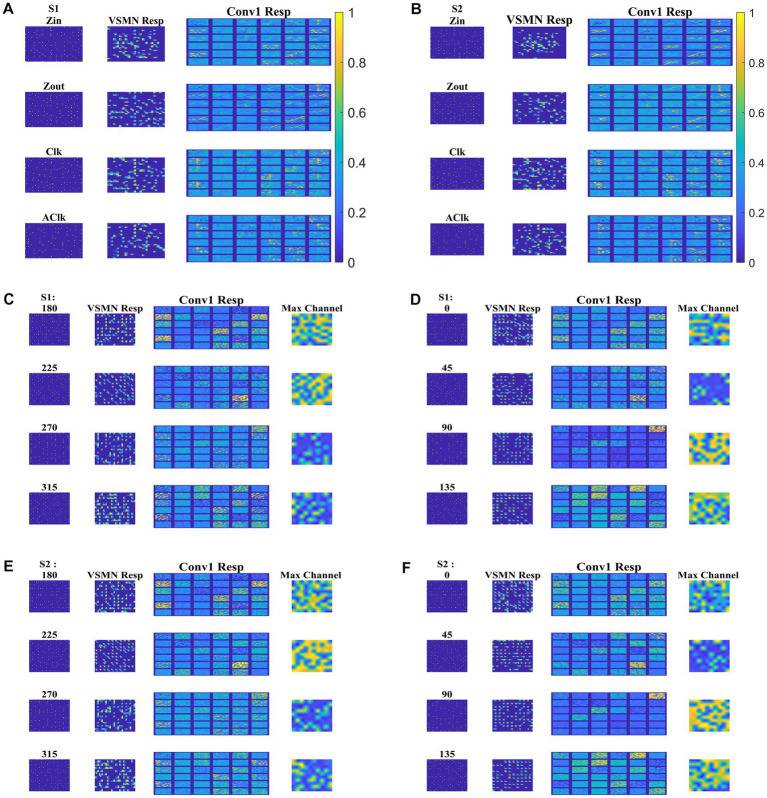 A
S1
Zin
VSMN Resp
Conv1 Resp
Zout
Clk
AClk
1
0.8
0.6
0.4
0.2
0
B
S2
Zin
VSMN Resp
Conv1 Resp
Zout
Clk
AClk
1
0.8
0.6
0.4
0.2
0
C
S1:
180
VSMN Resp
Conv1 Resp
Max Channel
225
270
315
D
S1:
0
VSMN Resp
Conv1 Resp
Max Channel
45
90
135
E
S2 :
180
VSMN Resp
Conv1 Resp
Max Channel
225
270
315
F
S2 :
0
VSMN Resp
Conv1 Resp
Max Channel
45
90
135